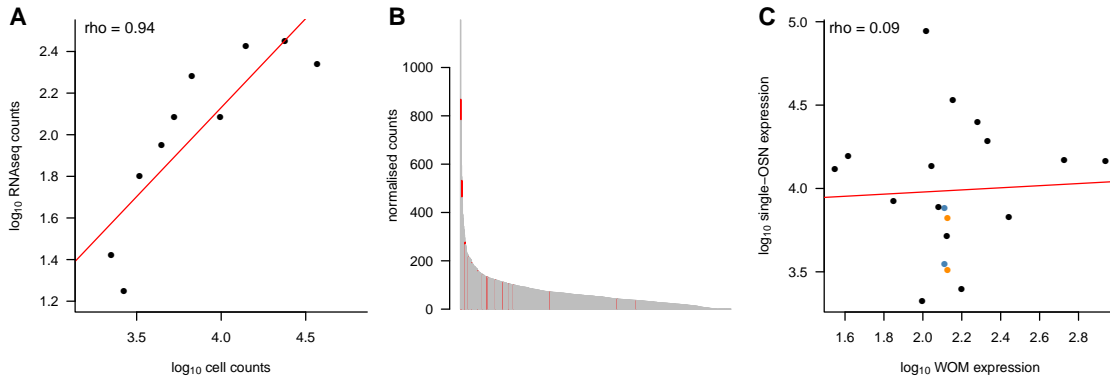 A
rho = 0.94
log10 RNAseq counts
2.4
2.2
2.0
1.8
1.6
1.4
1.2
3.5
4.0
4.5
log10 cell counts
B
normalised counts
1000
800
600
400
200
0
C
rho = 0.09
log10 single−OSN expression
5.0
4.5
4.0
3.5
1.6
1.8
2.0
2.2
2.4
2.6
2.8
log10 WOM expression